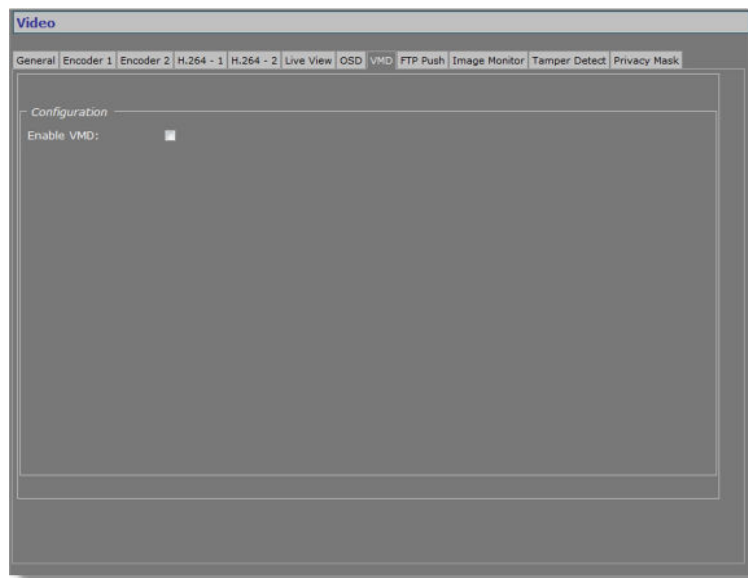 Video
General Encoder 1 Encoder 2 H.264 - 1 H.264 - 2 Live View OSD VMD FTP Push Image Monitor Tamper Detect Privacy Mask
Configuration
Enable VMD: